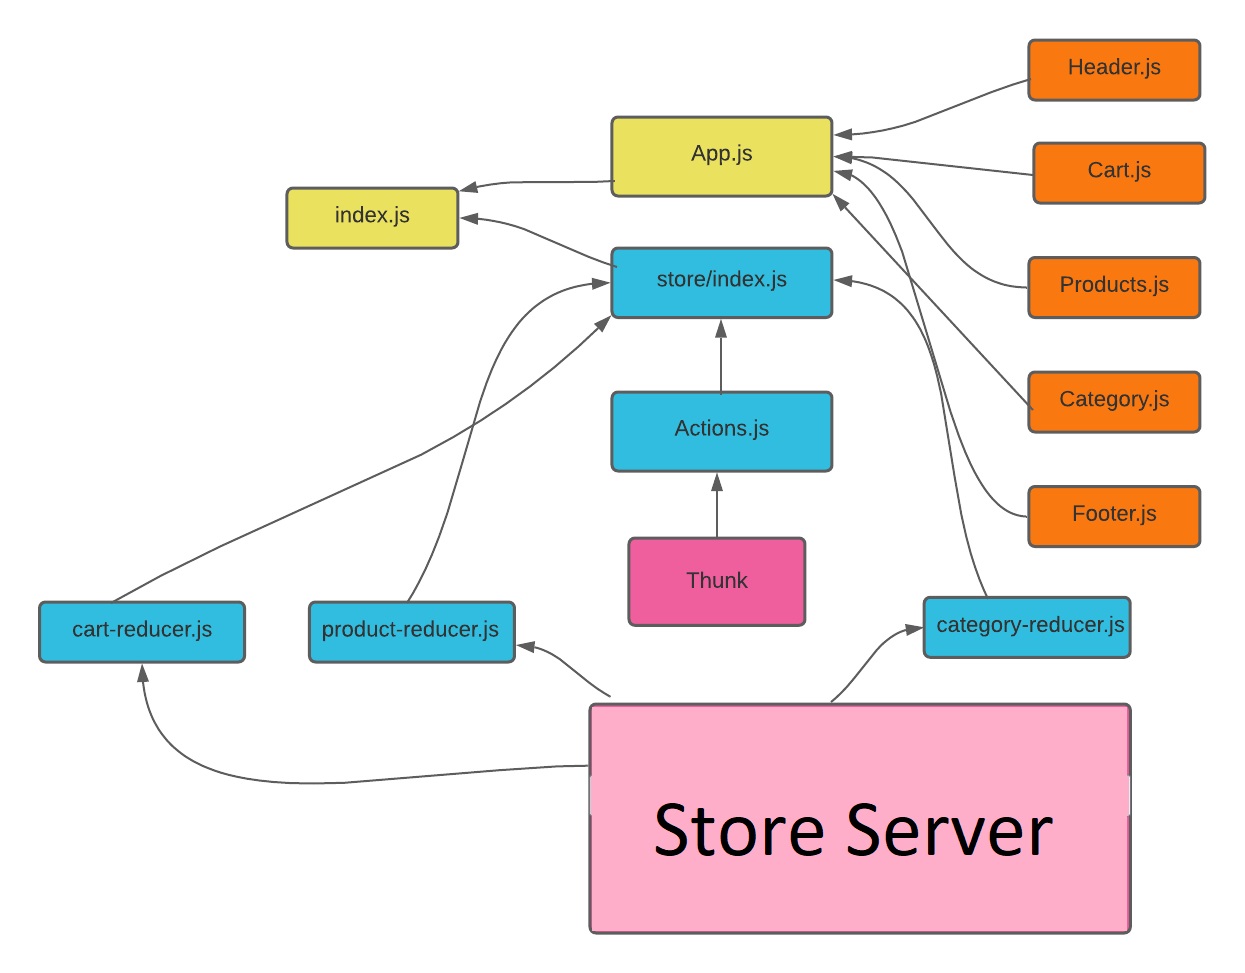 Header.js
App.js
Cart.js
index.js
store/index.js
Products.js
Category.js
Actions.js
Footer.js
Thunk
cart-reducer.js
product-reducer.js
category-reducer.js
Store Server